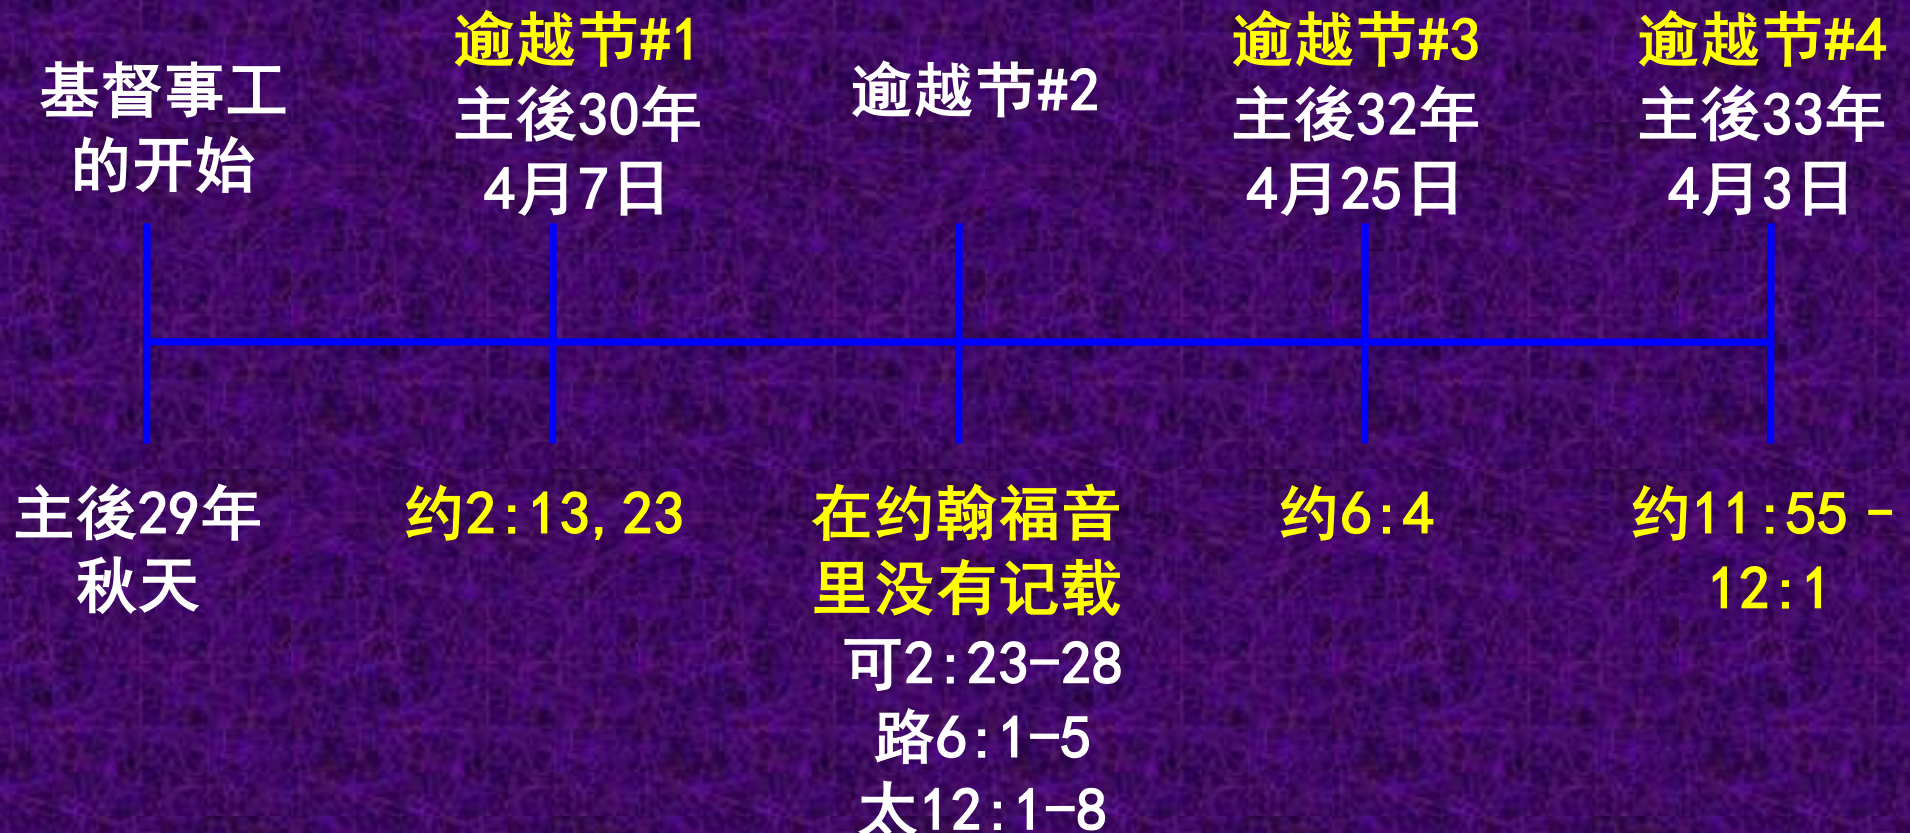 基督事工
的开始
逾越节#1
主後30年
4月7日
逾越节#2
逾越节#3
主後32年
4月25日
逾越节#4
主後33年
4月3日
主後29年
秋天
约2:13,23
在约翰福音
里没有记载
可2:23-28
路6:1-5
太12:1-8
约6:4
约11:55-
12:1